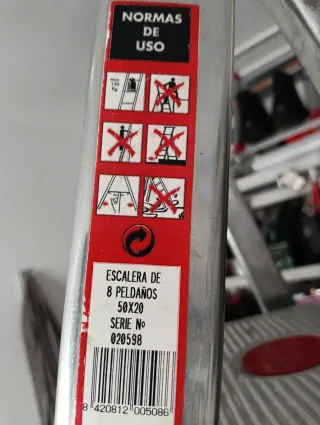 NORMAS
DE
USO
ESCALERA DE
8 PELDAÑOS
50X20
SERIE Nº
020598
8 420812 005086